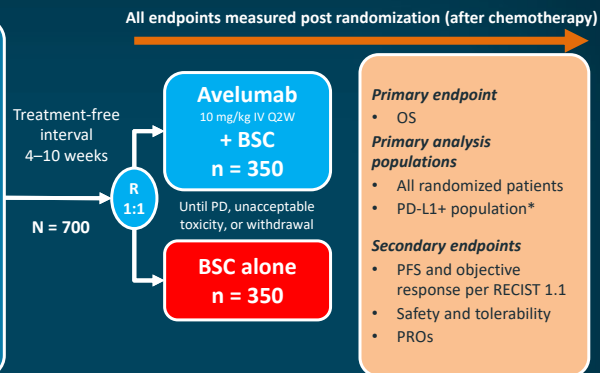 All endpoints measured post randomization (after chemotherapy)
Treatment-free
interval
4–10 weeks
N = 700
R
1:1
Avelumab
10 mg/kg IV Q2W
+ BSC
n = 350
Until PD, unacceptable
toxicity, or withdrawal
BSC alone
n = 350
Primary endpoint
• OS
Primary analysis
populations
• All randomized patients
• PD-L1+ population*
Secondary endpoints
• PFS and objective
response per RECIST 1.1
• Safety and tolerability
• PROs